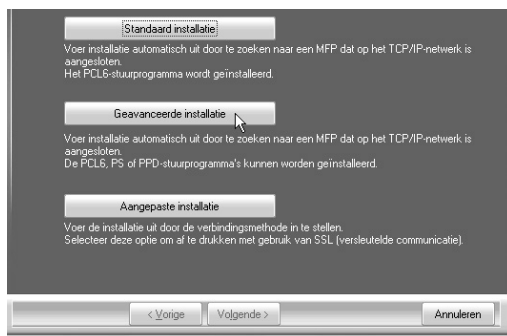 Standaard installatie
Voer installatie automatisch uit door te zoeken naar een MFP dat op het TCP/IP-netwerk is
aangesloten.
Het PCL6-stuurprogramma wordt geïnstalleerd.
Geavanceerde installatie
Voer installatie automatisch uit door te zoeken naar een MFP dat op het TCP/IP-netwerk is
aangesloten.
De PCL6, PS of PPD-stuurprogramma's kunnen worden geïnstalleerd.
Aangepaste installatie
Voer de installatie uit door de verbindingsmethode in te stellen.
Selecteer deze optie om af te drukken met gebruik van SSL (versleutelde communicatie).
< Vorige Volgende > Annuleren